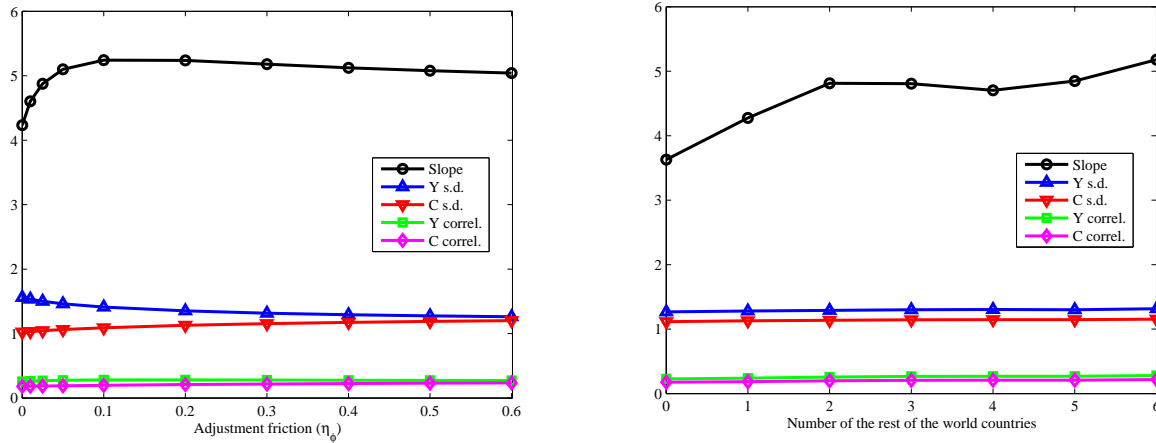 6
5
4
3
2
1
0
0 0.1 0.2 0.3 0.4 0.5 0.6
Adjustment friction (ηϕ)
Slope
Y s.d.
C s.d.
Y correl.
C correl.
6
5
4
3
2
1
0
0 1 2 3 4 5 6
Number of the rest of the world countries
Slope
Y s.d.
C s.d.
Y correl.
C correl.